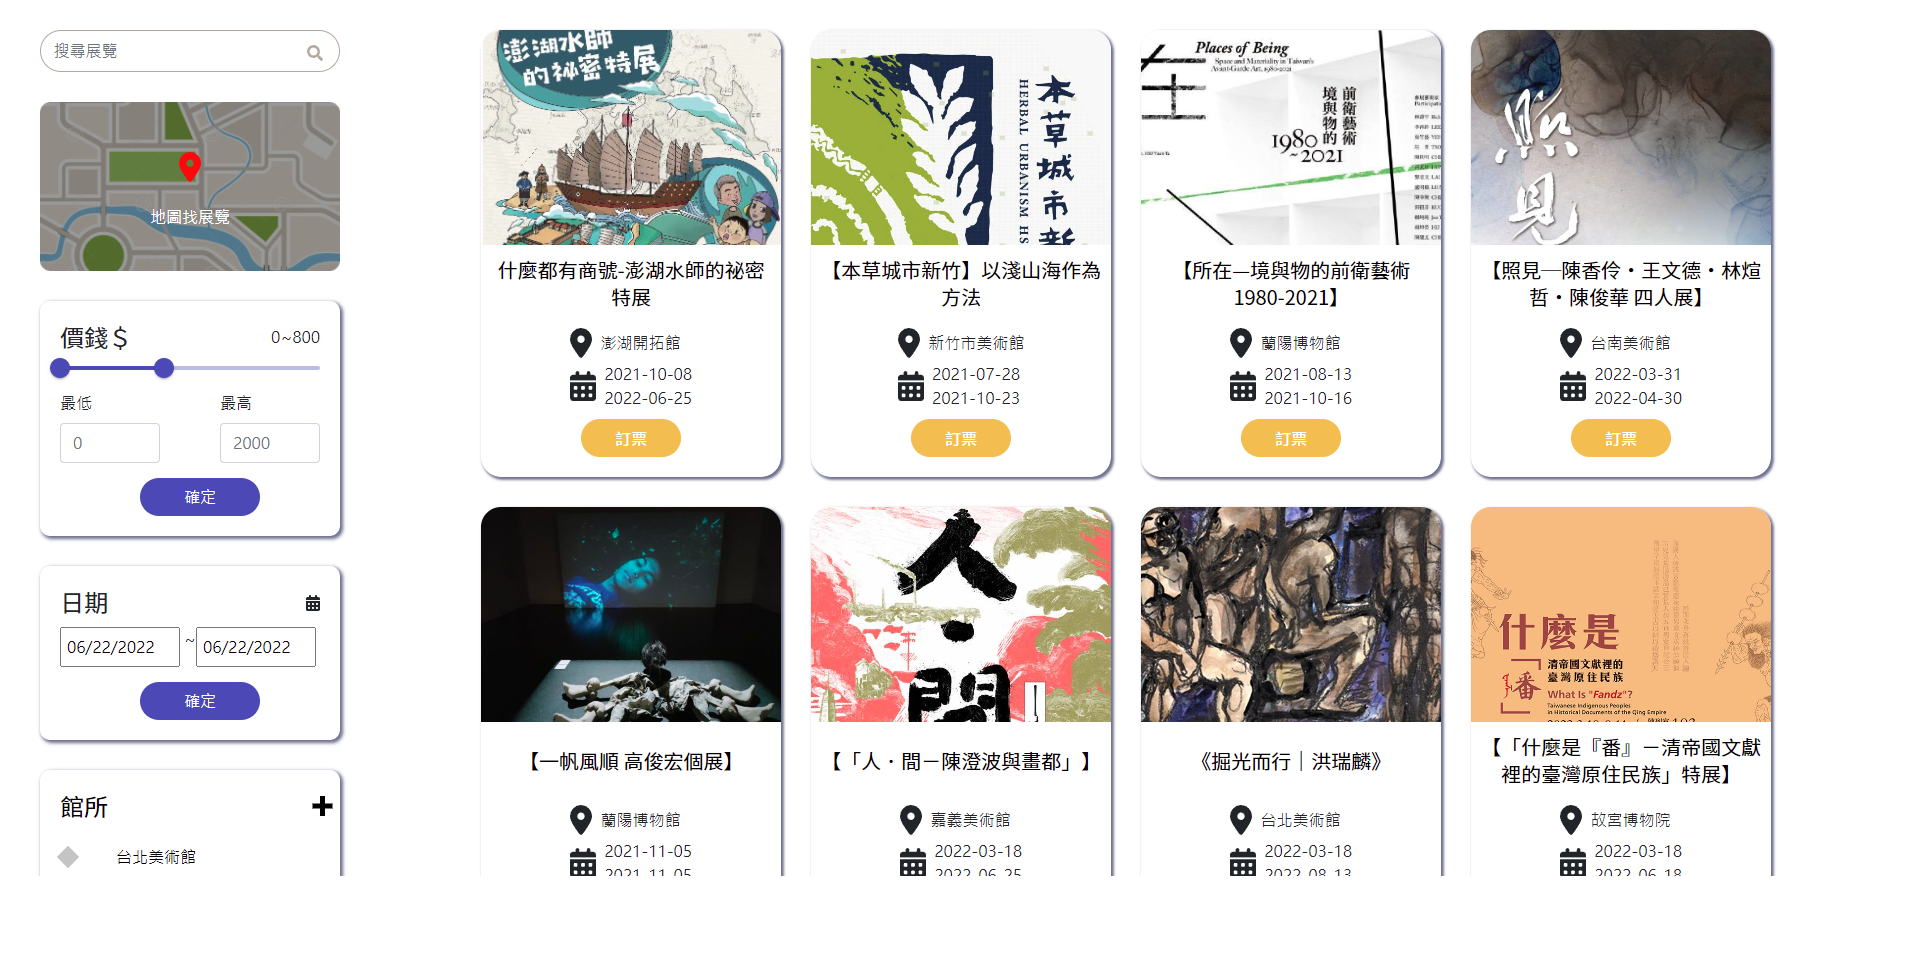 搜尋展覽
地圖找展覽
價錢$
0~800
最低
最高
0
2000
確定
日期
06/22/2022 ~ 06/22/2022
確定
館所
台北美術館
澎湖水師
的祕密特展
什麼都有商號-澎湖水師的祕密
特展
澎湖開拓館
2021-10-08
2022-06-25
訂票
本草城市新
HERBAL URBANISM HS
【本草城市新竹】以淺山海作為
方法
新竹市美術館
2021-07-28
2021-10-23
訂票
Places of Being
Space and Materiality in Taiwan's
Avant-Garde Art, 1980-2021
在
前衛藝術
境與物的
1980
~2021
【所在—境與物的前衛藝術
1980-2021】
蘭陽博物館
2021-08-13
2021-10-16
訂票
照見
【照見─陳香伶・王文德・林煊
哲・陳俊華 四人展】
台南美術館
2022-03-31
2022-04-30
訂票
【一帆風順 高俊宏個展】
蘭陽博物館
2021-11-05
2021-11-05
人・間
【「人・間－陳澄波與畫都」】
嘉義美術館
2022-03-18
2022-06-25
《掘光而行｜洪瑞麟》
台北美術館
2022-03-18
2022-08-13
什麼是
「番」
清帝國文獻裡的
臺灣原住民族
What Is "Fandz"?
Taiwanese Indigenous Peoples
in Historical Documents of the Qing Empire
【「什麼是『番』－清帝國文獻
裡的臺灣原住民族」特展】
故宮博物院
2022-03-18
2022-06-18